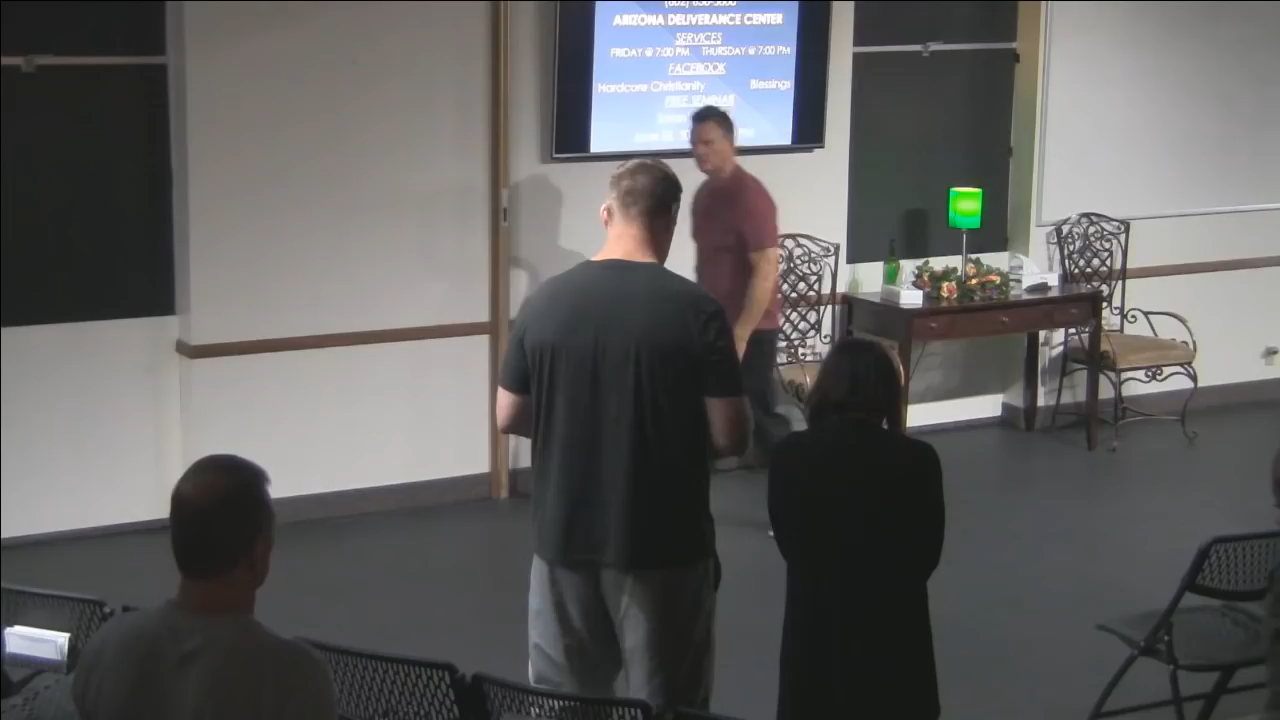 ARIZONA DELIVERANCE CENTER
SERVICES
FRIDAY @ 7:00 PM THURSDAY @ 7:00 PM
FACEBOOK
Hardcore Christianity Blessings
FREE SEMINAR